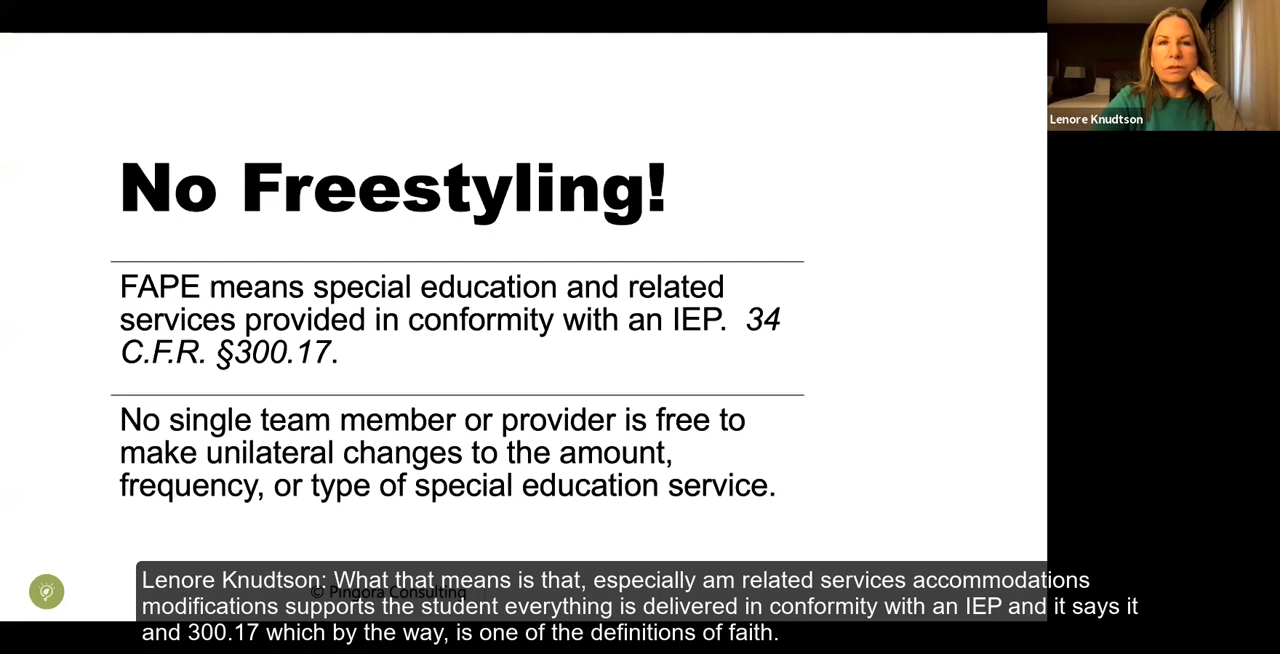 No Freestyling!
FAPE means special education and related
services provided in conformity with an IEP. 34
C.F.R. §300.17.
No single team member or provider is free to
make unilateral changes to the amount,
frequency, or type of special education service.
Lenore Knudtson
© Pingora Consulting
Lenore Knudtson: What that means is that, especially am related services accommodations
modifications supports the student everything is delivered in conformity with an IEP and it says it
and 300.17 which by the way, is one of the definitions of faith.